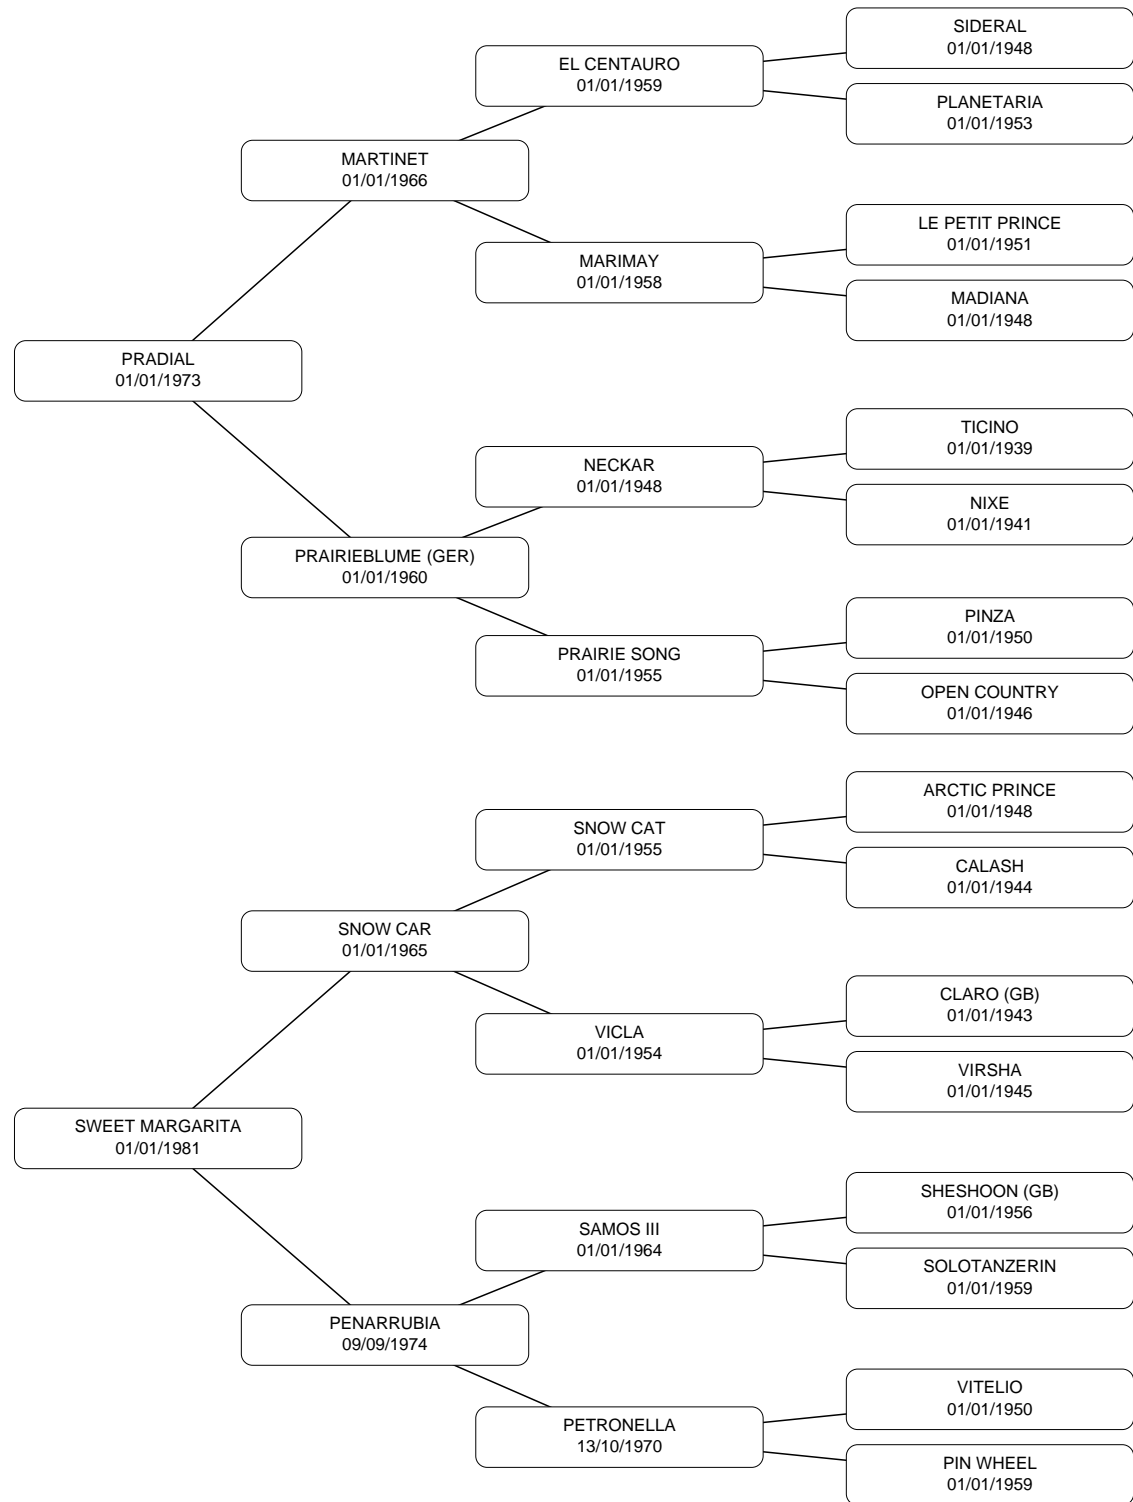 SIDERAL
01/01/1948
EL CENTAURO
01/01/1959
PLANETARIA
01/01/1953
MARTINET
01/01/1966
LE PETIT PRINCE
01/01/1951
MARIMAY
01/01/1958
MADIANA
01/01/1948
PRADIAL
01/01/1973
TICINO
01/01/1939
NECKAR
01/01/1948
NIXE
01/01/1941
PRAIRIEBLUME (GER)
01/01/1960
PINZA
01/01/1950
PRAIRIE SONG
01/01/1955
OPEN COUNTRY
01/01/1946
ARCTIC PRINCE
01/01/1948
SNOW CAT
01/01/1955
CALASH
01/01/1944
SNOW CAR
01/01/1965
CLARO (GB)
01/01/1943
VICLA
01/01/1954
VIRSHA
01/01/1945
SWEET MARGARITA
01/01/1981
SHESHOON (GB)
01/01/1956
SAMOS III
01/01/1964
SOLOTANZERIN
01/01/1959
PENARRUBIA
09/09/1974
VITELIO
01/01/1950
PETRONELLA
13/10/1970
PIN WHEEL
01/01/1959